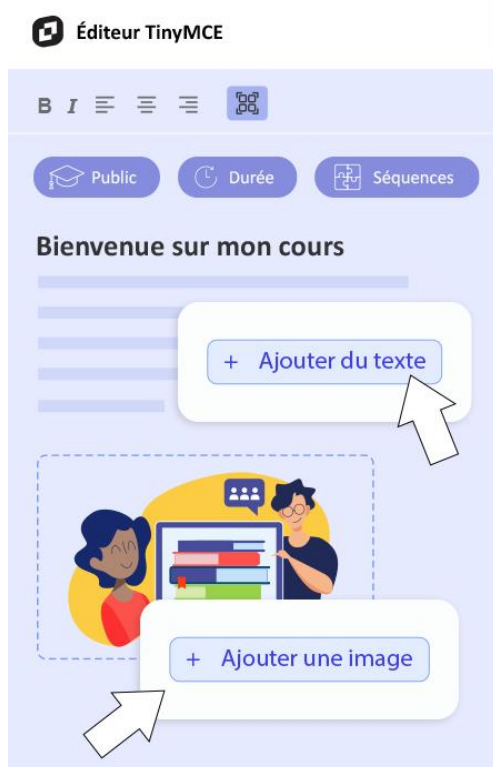 Éditeur TinyMCE
B I
Public Durée Séquences
Bienvenue sur mon cours
+ Ajouter du texte
+ Ajouter une image